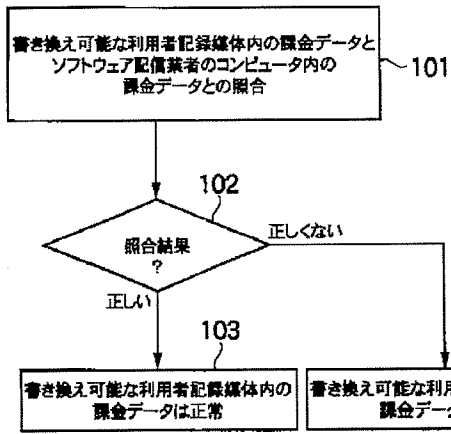 書き換え可能な利用者記録媒体内の課金データと
ソフトウェア配信業者のコンピュータ内の
課金データとの照合
101
102
照合結果
?
正しくない
正しい
103
書き換え可能な利用者記録媒体内の
課金データは正常
書き換え可能な利用
課金データ